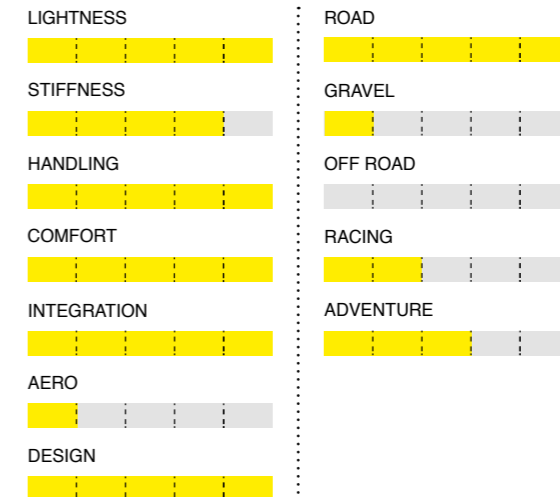 LIGHTNESS
STIFFNESS
HANDLING
COMFORT
INTEGRATION
AERO
DESIGN
ROAD
GRAVEL
OFF ROAD
RACING
ADVENTURE